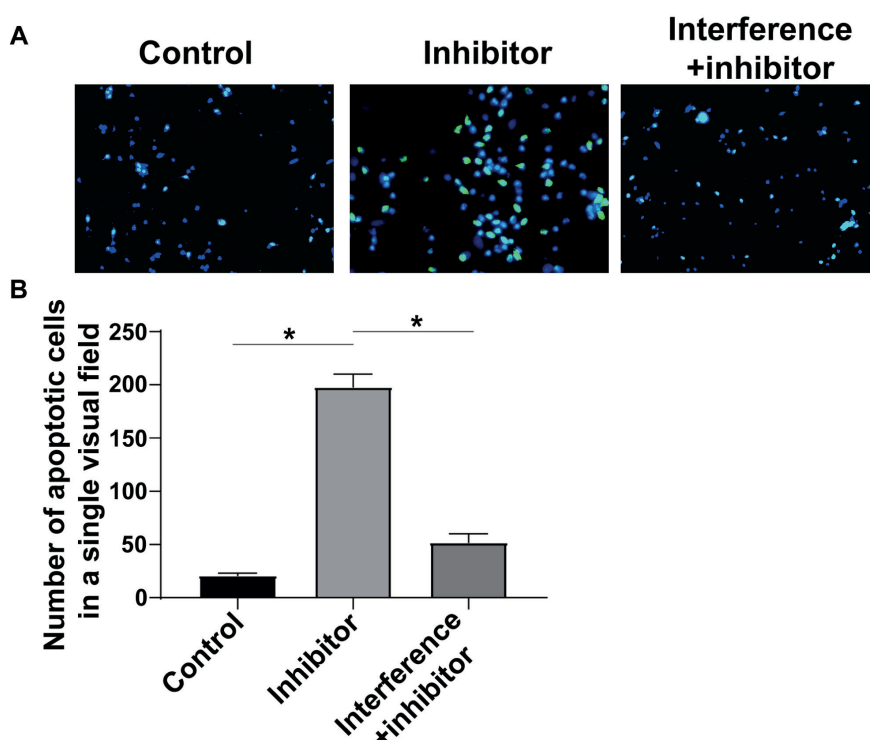 A
Control
Inhibitor
Interference
+inhibitor
B
Number of apoptotic cells
in a single visual field
250
200
150
100
50
0
*
*
Control
Inhibitor
Interference
+inhibitor